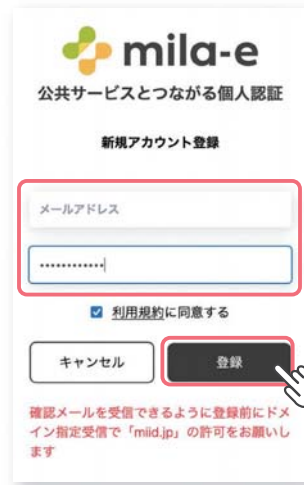 mila-e
公共サービスとつながる個人認証
新規アカウント登録
メールアドレス
••••••••••••
利用規約に同意する
キャンセル
登録
確認メールを受信できるように登録前にドメ
イン指定受信で「miid.jp」の許可をお願いし
ます